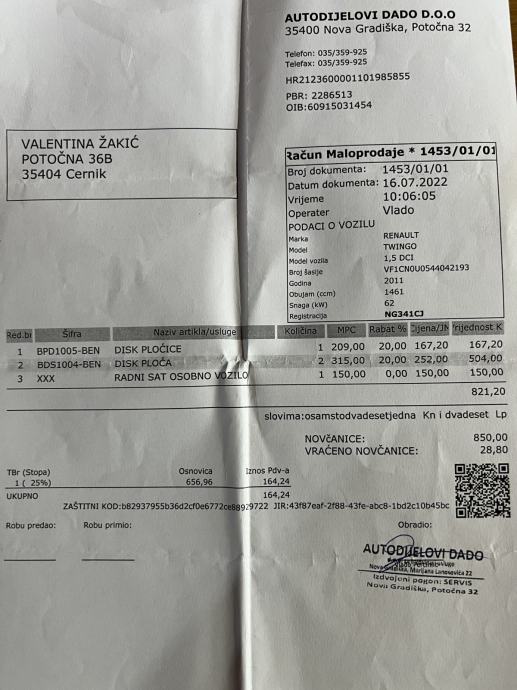 AUTODIJELOVI DADO D.O.O
35400 Nova Gradiška, Potočna 32
Telefon: 035/359-925
Telefax: 035/359-925
HR2123600001101985855
PBR: 2286513
OIB:60915031454
VALENTINA ŽAKIĆ
POTOČNA 36B
35404 Cernik
Račun Maloprodaje * 1453/01/01
Broj dokumenta: 1453/01/01
Datum dokumenta: 16.07.2022
Vrijeme 10:06:05
Operater Vlado
PODACI O VOZILU
Marka RENAULT
Model TWINGO
Model vozila 1,5 DCI
Broj šasije VF1CN0U0544042193
Godina 2011
Obujam (ccm) 1461
Snaga (kW) 62
Registracija NG341CJ
Red.br Šifra Naziv artikla/usluge Količina MPC Rabat % Cijena/JM Vrijednost K
1 BPD1005-BEN DISK PLOČICE 1 209,00 20,00 167,20 167,20
2 BDS1004-BEN DISK PLOČA 2 315,00 20,00 252,00 504,00
3 XXX RADNI SAT OSOBNO VOZILO 1 150,00 0,00 150,00 150,00
821,20
slovima:osamstodvadesetjedna Kn i dvadeset Lp
NOVČANICE: 850,00
VRAĆENO NOVČANICE: 28,80
TBr (Stopa) Osnovica Iznos Pdv-a
1 ( 25%) 656,96 164,24
UKUPNO 164,24
ZAŠTITNI KOD:b82937955b36d2cf0e6772ce88929722 JIR:43f87eaf-2f88-43fe-abc8-1bd2c10b45bc
Robu predao: Robu primio: Obradio:
AUTODIJELOVI DADO
Nova Gradiška, Marijana Lanosovića 22
Izdvojeni pogon: SERVIS
Nova Gradiška, Potočna 32